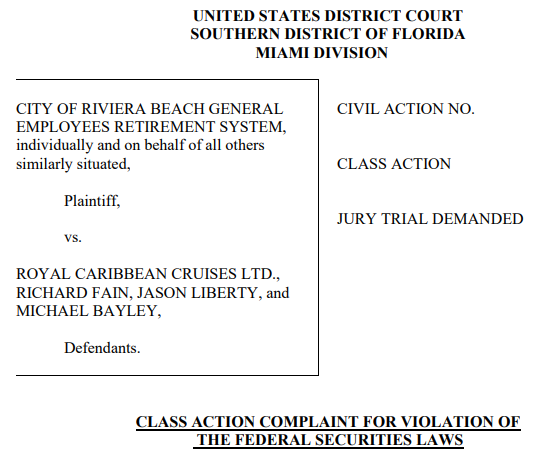 UNITED STATES DISTRICT COURT
SOUTHERN DISTRICT OF FLORIDA
MIAMI DIVISION
CITY OF RIVIERA BEACH GENERAL
EMPLOYEES RETIREMENT SYSTEM,
individually and on behalf of all others
similarly situated,
Plaintiff,
vs.
ROYAL CARIBBEAN CRUISES LTD.,
RICHARD FAIN, JASON LIBERTY, and
MICHAEL BAYLEY,
Defendants.
CIVIL ACTION NO.
CLASS ACTION
JURY TRIAL DEMANDED
CLASS ACTION COMPLAINT FOR VIOLATION OF
THE FEDERAL SECURITIES LAWS